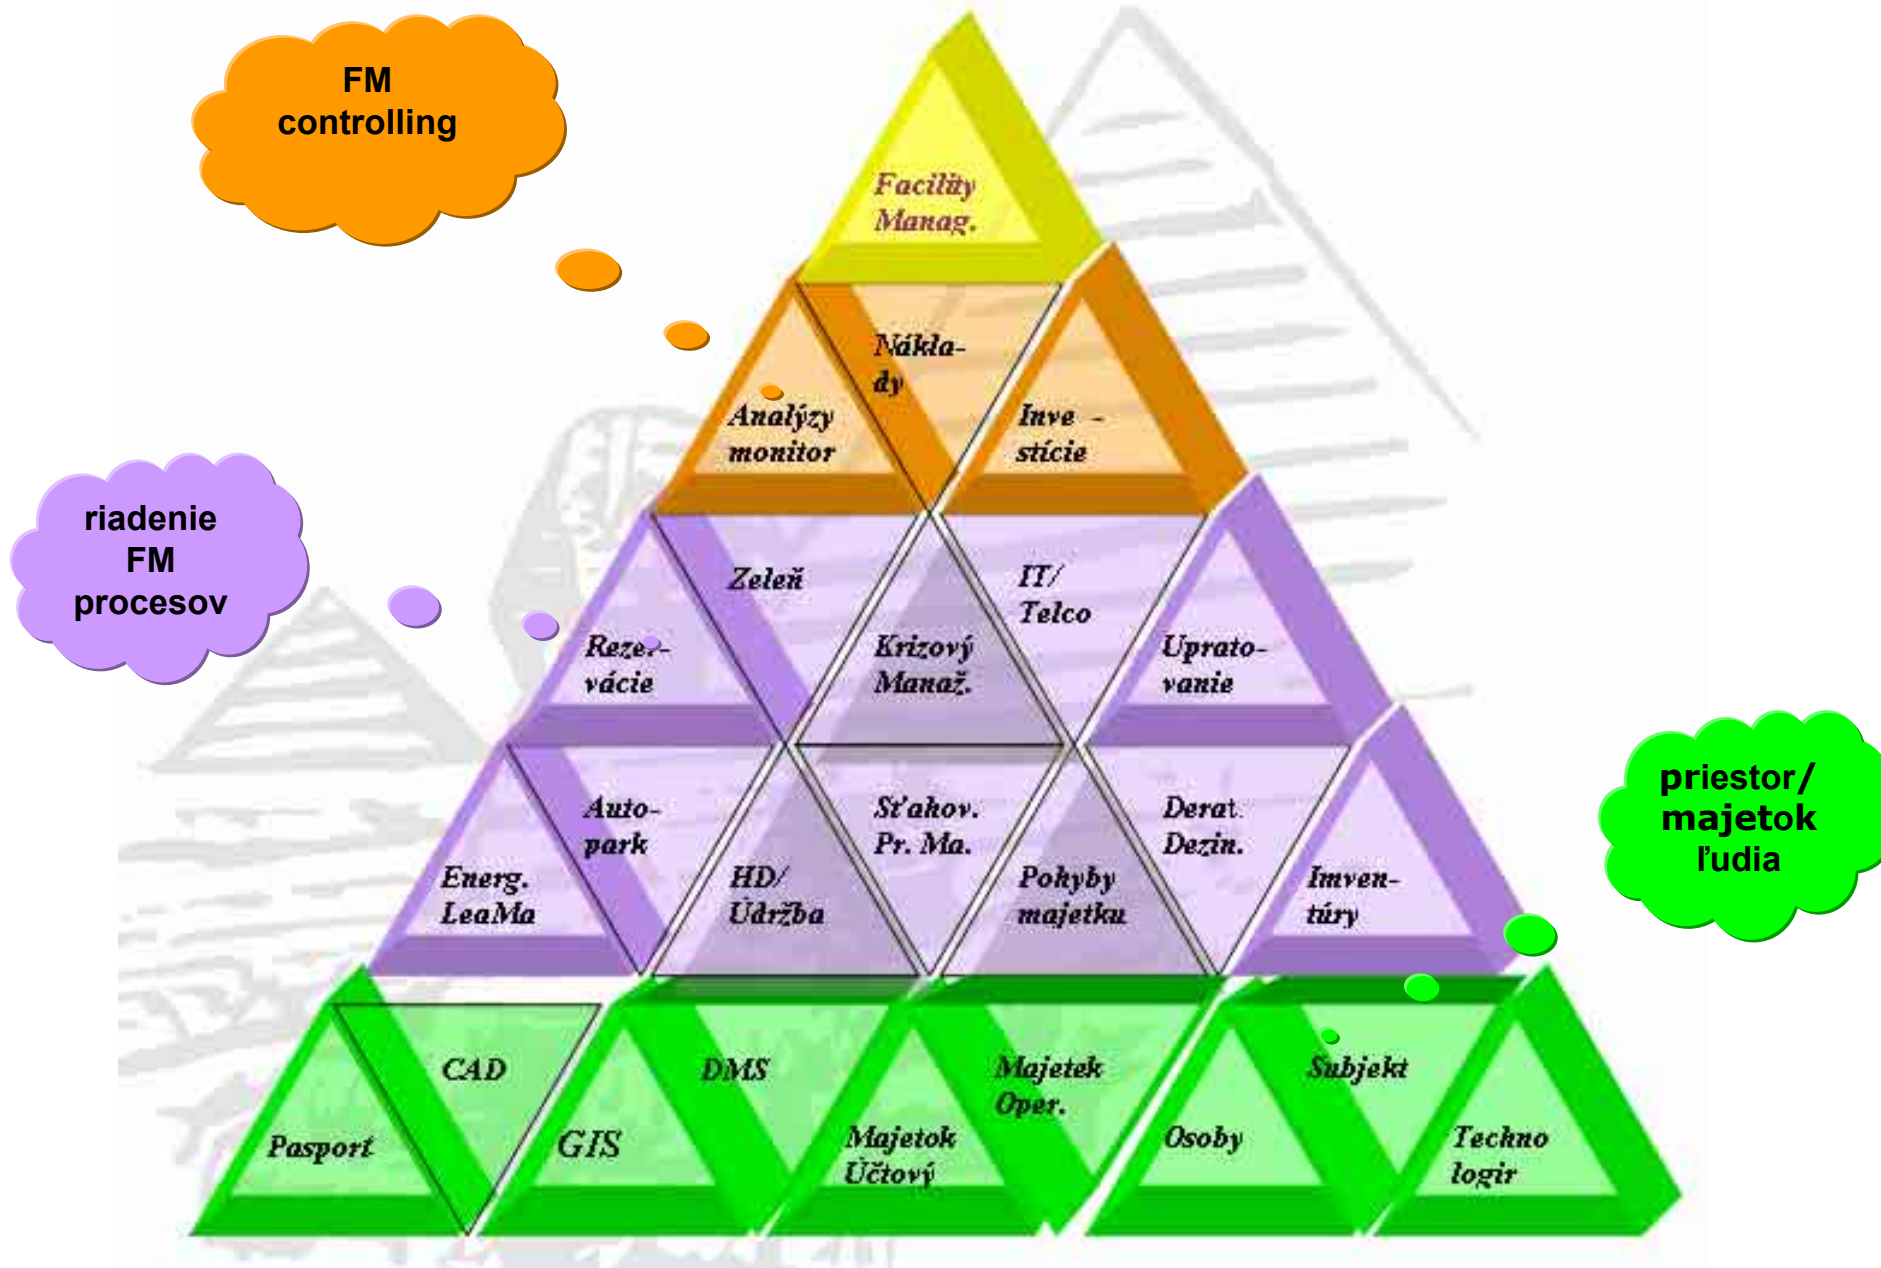 FM
controlling
Facility
Manag.
Nákla-
dy
Analýzy
monitor
Inve -
stície
riadenie
FM
procesov
Zeleň
IT/
Telco
Rezer-
vácie
Krizový
Manaž.
Uprato-
vanie
priestor/
majetok
ľudia
Auto-
park
Sťahov.
Pr. Ma.
Derat.
Dezin.
Energ.
LeaMa
HD/
Údržba
Pohyby
majetku
Imven-
túry
CAD
DMS
Majetek
Oper.
Subjekt
Pasport
GIS
Majetok
Účtový
Osoby
Techno
logir